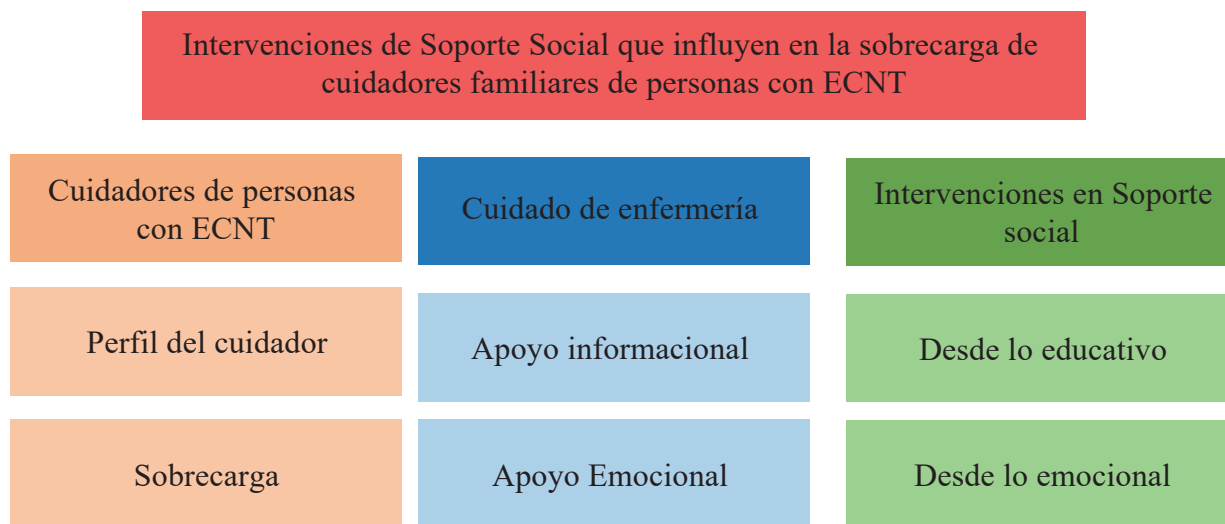 Intervenciones de Soporte Social que influyen en la sobrecarga de
cuidadores familiares de personas con ECNT
Cuidadores de personas
con ECNT
Cuidado de enfermería
Intervenciones en Soporte
social
Perfil del cuidador
Apoyo informacional
Desde lo educativo
Sobrecarga
Apoyo Emocional
Desde lo emocional